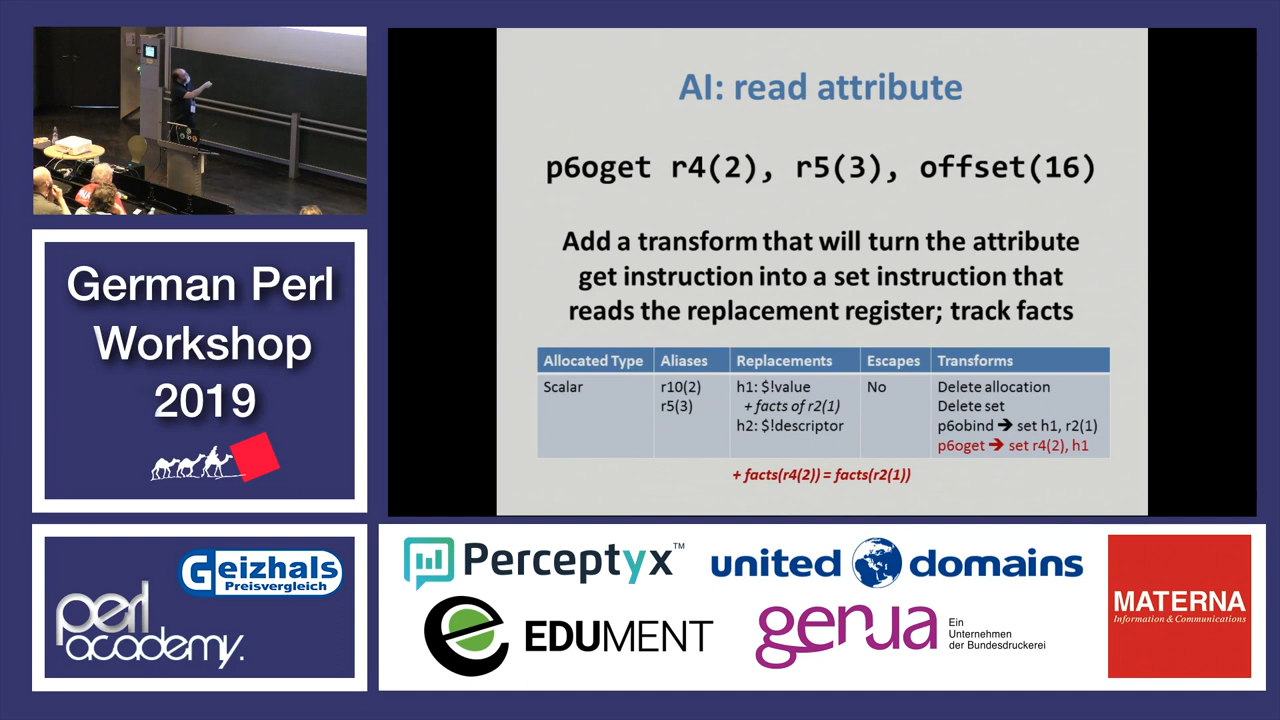 AI: read attribute
p6oget r4(2), r5(3), offset(16)
Add a transform that will turn the attribute
get instruction into a set instruction that
reads the replacement register; track facts
Allocated Type Aliases Replacements Escapes Transforms
Scalar r10(2) h1: $!value No Delete allocation
r5(3) + facts of r2(1) Delete set
h2: $!descriptor p6obind ➔ set h1, r2(1)
p6oget ➔ set r4(2), h1
+ facts(r4(2)) = facts(r2(1))
German Perl
Workshop
2019
Geizhals
Preisvergleich
perl
academy.
Perceptyx™
united domains
EDUMENT
genua
Ein
Unternehmen
der Bundesdruckerei
MATERNA
Information & Communications